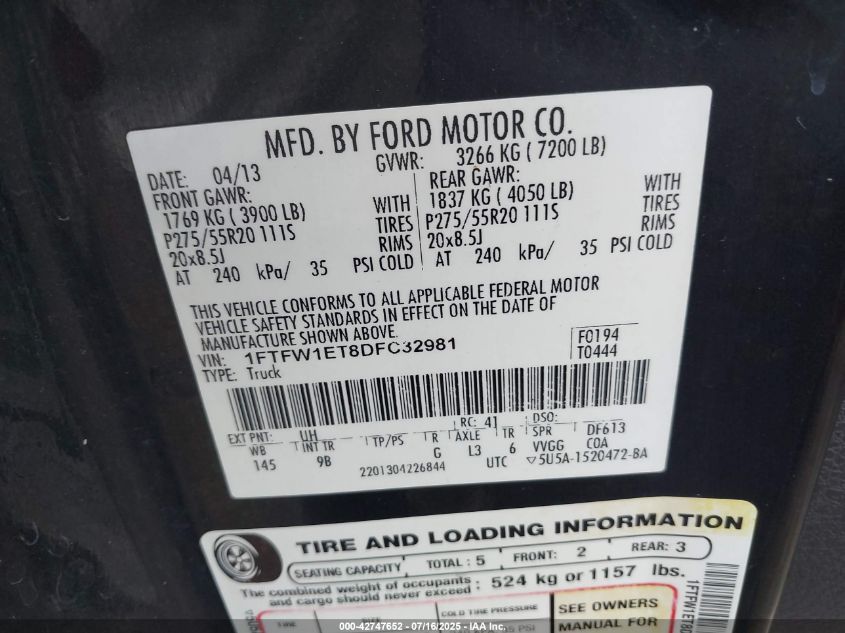 MFD. BY FORD MOTOR CO.
DATE: 04/13 GVWR: 3266 KG ( 7200 LB)
FRONT GAWR: REAR GAWR:
1769 KG ( 3900 LB) WITH 1837 KG ( 4050 LB) WITH
P275/55R20 111S TIRES P275/55R20 111S TIRES
20x8.5J RIMS 20x8.5J RIMS
AT 240 kPa/ 35 PSI COLD AT 240 kPa/ 35 PSI COLD
THIS VEHICLE CONFORMS TO ALL APPLICABLE FEDERAL MOTOR
VEHICLE SAFETY STANDARDS IN EFFECT ON THE DATE OF
MANUFACTURE SHOWN ABOVE.
VIN: 1FTFW1ET8DFC32981 F0194
TYPE: Truck T0444
EXT PNT: UH RC: 41 DSO:
WB INT TR TP/PS R AXLE TR SPR DF613
145 9B G L3 6 VVGG COA
2201304226844 UTC ▽5U5A-1520472-BA
TIRE AND LOADING INFORMATION
SEATING CAPACITY TOTAL : 5 FRONT: 2 REAR: 3
The combined weight of occupants
and cargo should never exceed : 524 kg or 1157 lbs.
COLD TIRE PRESSURE
SEE OWNERS
MANUAL FOR
1FTFW1ET8D
000-42747652 - 07/16/2025 - IAA Inc.